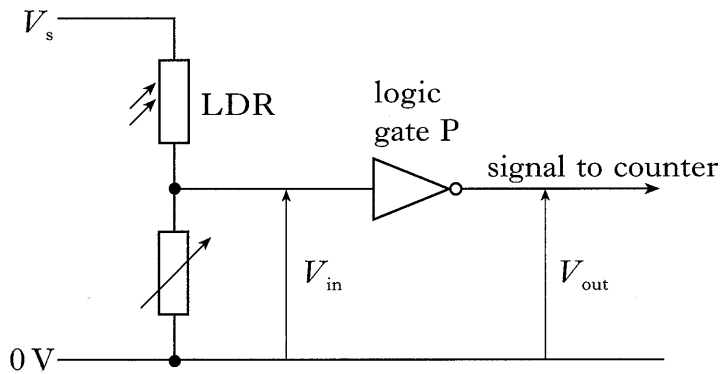 Vs
LDR
logic
gate P
signal to counter
Vin
Vout
0 V